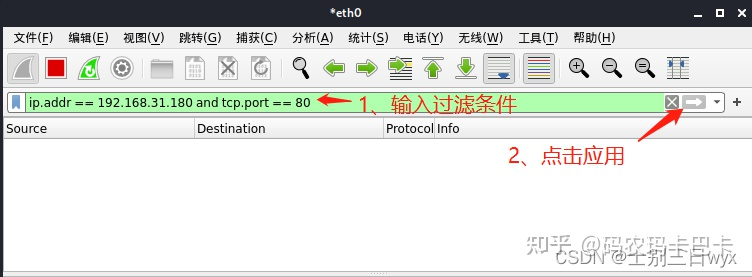 *eth0
文件(F) 编辑(E) 视图(V) 跳转(G) 捕获(C) 分析(A) 统计(S) 电话(Y) 无线(W) 工具(T) 帮助(H)
ip.addr == 192.168.31.180 and tcp.port == 80
1、输入过滤条件
Source Destination Protocol Info
2、点击应用
知乎 @码农玛卡巴卡
CSDN @士别三日wyx